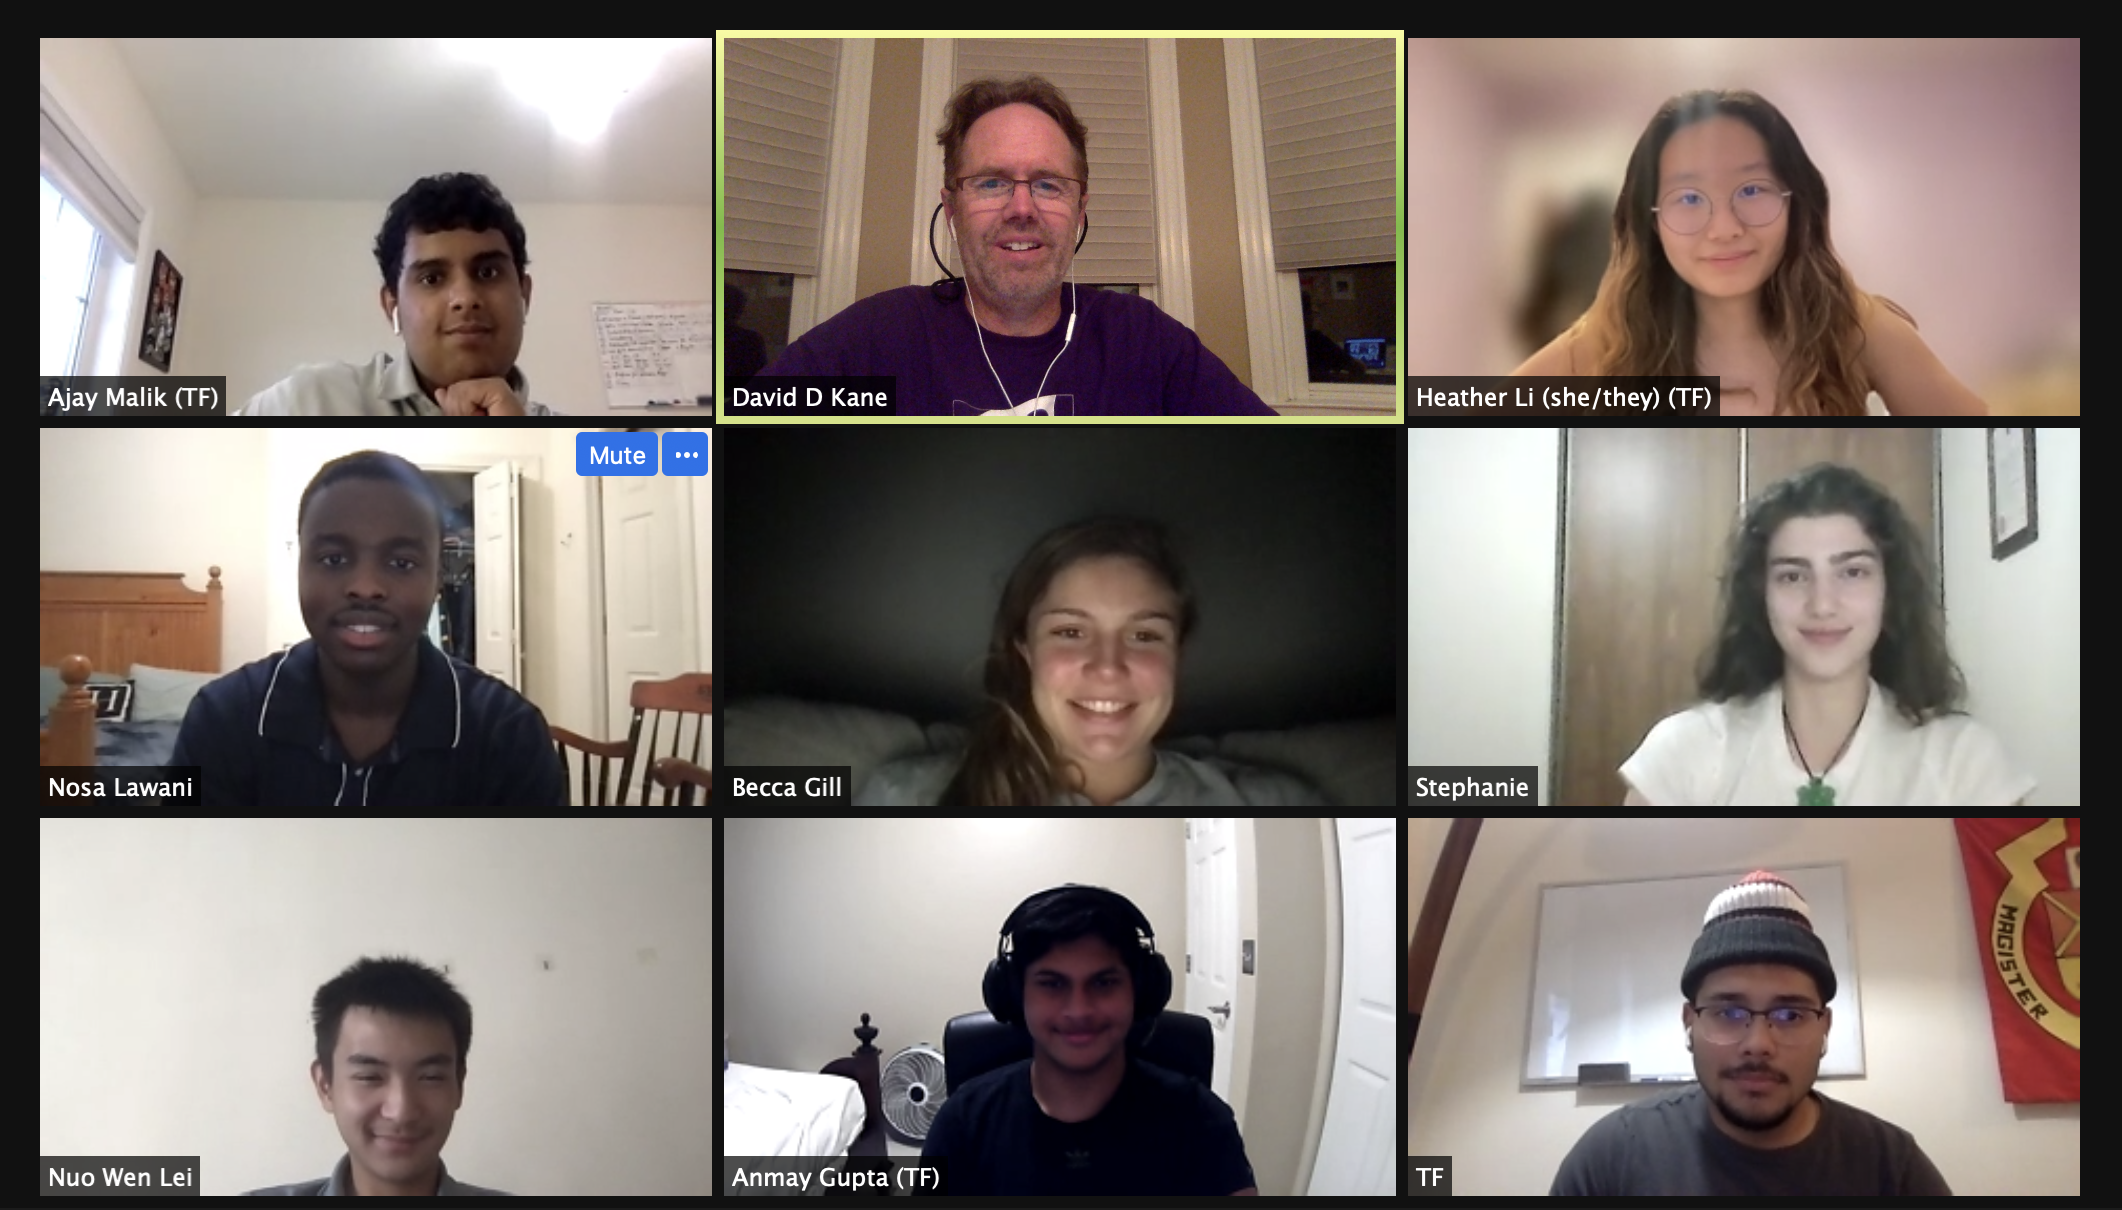 Ajay Malik (TF)
David D Kane
Heather Li (she/they) (TF)
Mute
Nosa Lawani
Becca Gill
Stephanie
MAGISTER
Nuo Wen Lei
Anmay Gupta (TF)
TF